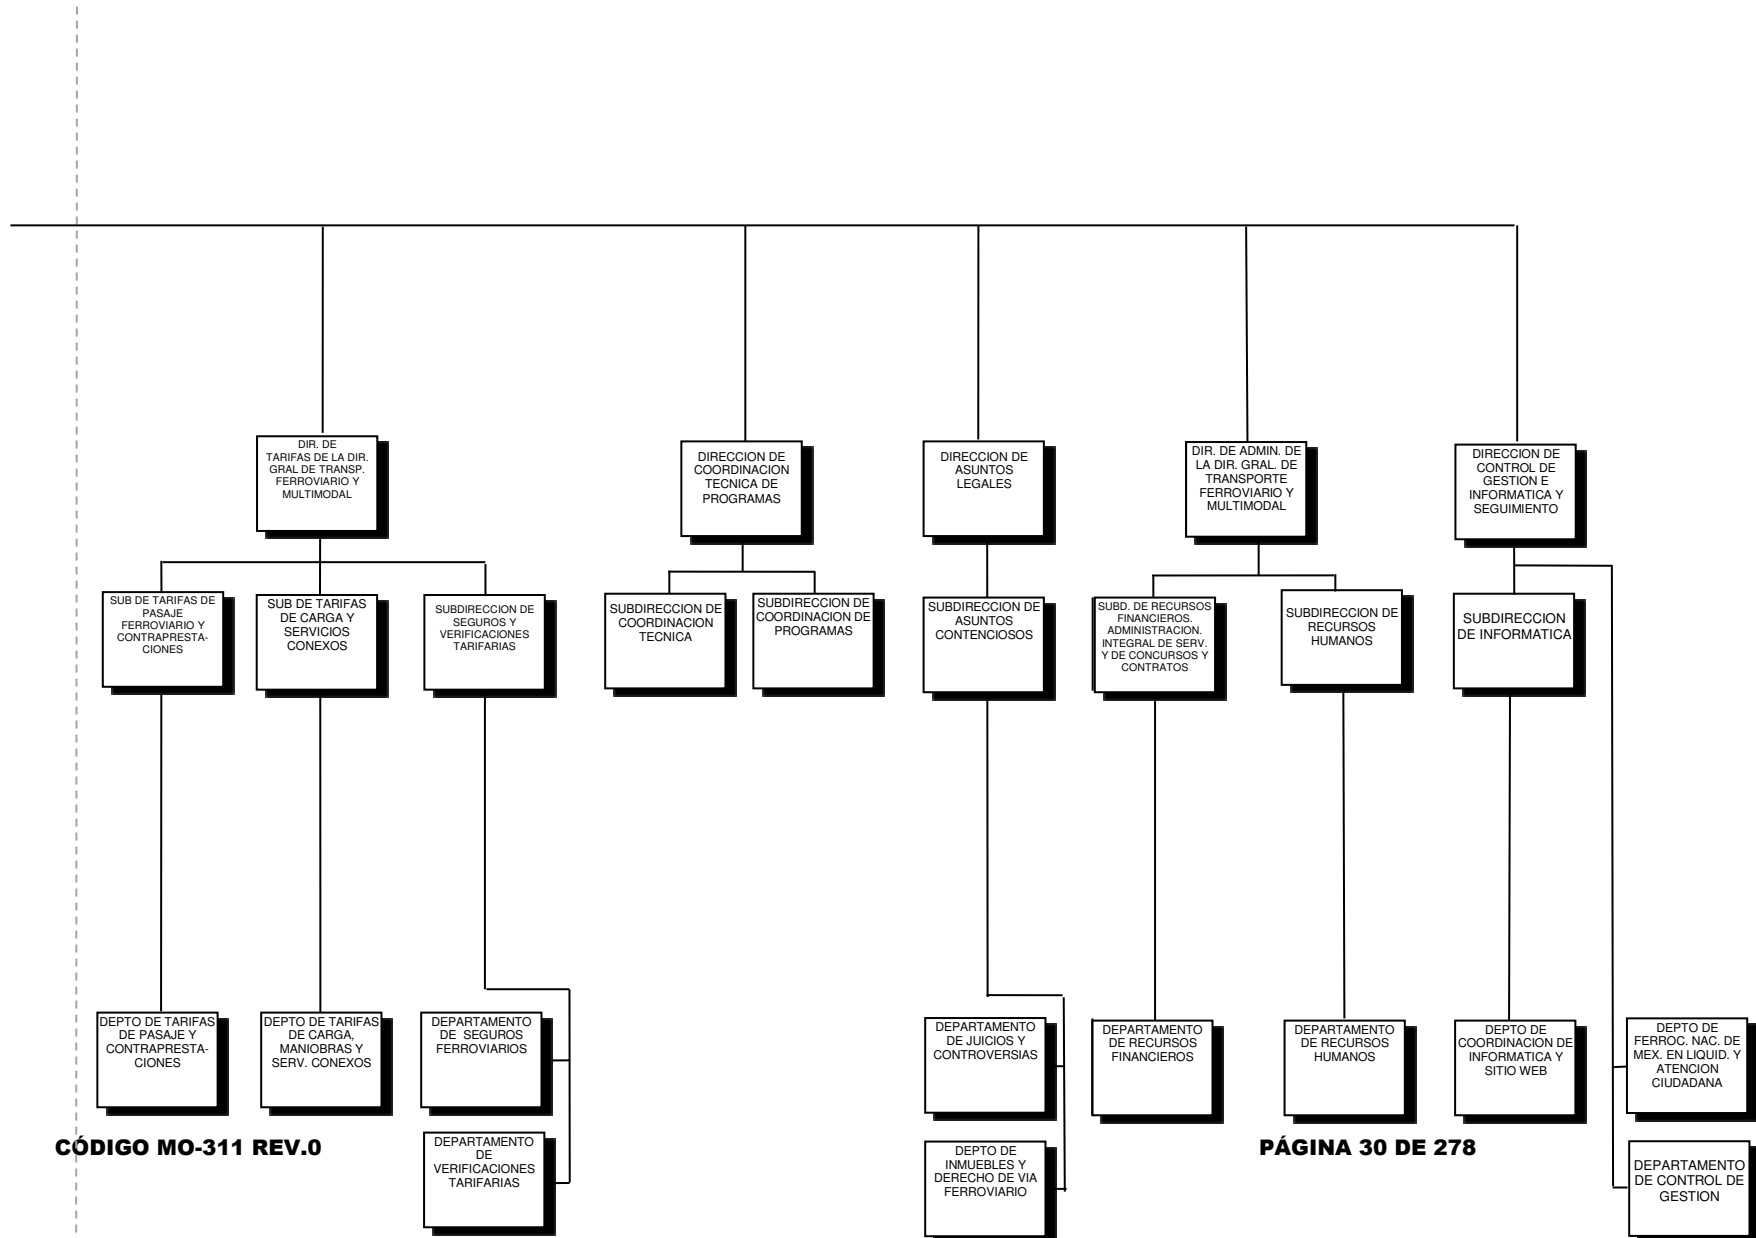 DIR. DE
TARIFAS DE LA DIR.
GRAL DE TRANSP.
FERROVIARIO Y
MULTIMODAL
DIRECCION DE
COORDINACION
TECNICA DE
PROGRAMAS
DIRECCION DE
ASUNTOS
LEGALES
DIR. DE ADMIN. DE
LA DIR. GRAL. DE
TRANSPORTE
FERROVIARIO Y
MULTIMODAL
DIRECCION DE
CONTROL DE
GESTION E
INFORMATICA Y
SEGUIMIENTO
SUB DE TARIFAS DE
PASAJE
FERROVIARIO Y
CONTRAPRESTA-
CIONES
SUB DE TARIFAS
DE CARGA Y
SERVICIOS
CONEXOS
SUBDIRECCION DE
SEGUROS Y
VERIFICACIONES
TARIFARIAS
SUBDIRECCION DE
COORDINACION
TECNICA
SUBDIRECCION DE
COORDINACION DE
PROGRAMAS
SUBDIRECCION DE
ASUNTOS
CONTENCIOSOS
SUBD. DE RECURSOS
FINANCIEROS.
ADMINISTRACION.
INTEGRAL DE SERV.
Y DE CONCURSOS Y
CONTRATOS
SUBDIRECCION DE
RECURSOS
HUMANOS
SUBDIRECCION
DE INFORMATICA
DEPTO DE TARIFAS
DE PASAJE Y
CONTRAPRESTA-
CIONES
DEPTO DE TARIFAS
DE CARGA,
MANIOBRAS Y
SERV. CONEXOS
DEPARTAMENTO
DE SEGUROS
FERROVIARIOS
DEPARTAMENTO
DE JUICIOS Y
CONTROVERSIAS
DEPARTAMENTO
DE RECURSOS
FINANCIEROS
DEPARTAMENTO
DE RECURSOS
HUMANOS
DEPTO DE
COORDINACION DE
INFORMATICA Y
SITIO WEB
DEPTO DE
FERROC. NAC. DE
MEX. EN LIQUID. Y
ATENCION
CIUDADANA
DEPARTAMENTO
DE
VERIFICACIONES
TARIFARIAS
DEPTO DE
INMUEBLES Y
DERECHO DE VIA
FERROVIARIO
DEPARTAMENTO
DE CONTROL DE
GESTION
CÓDIGO MO-311 REV.0
PÁGINA 30 DE 278